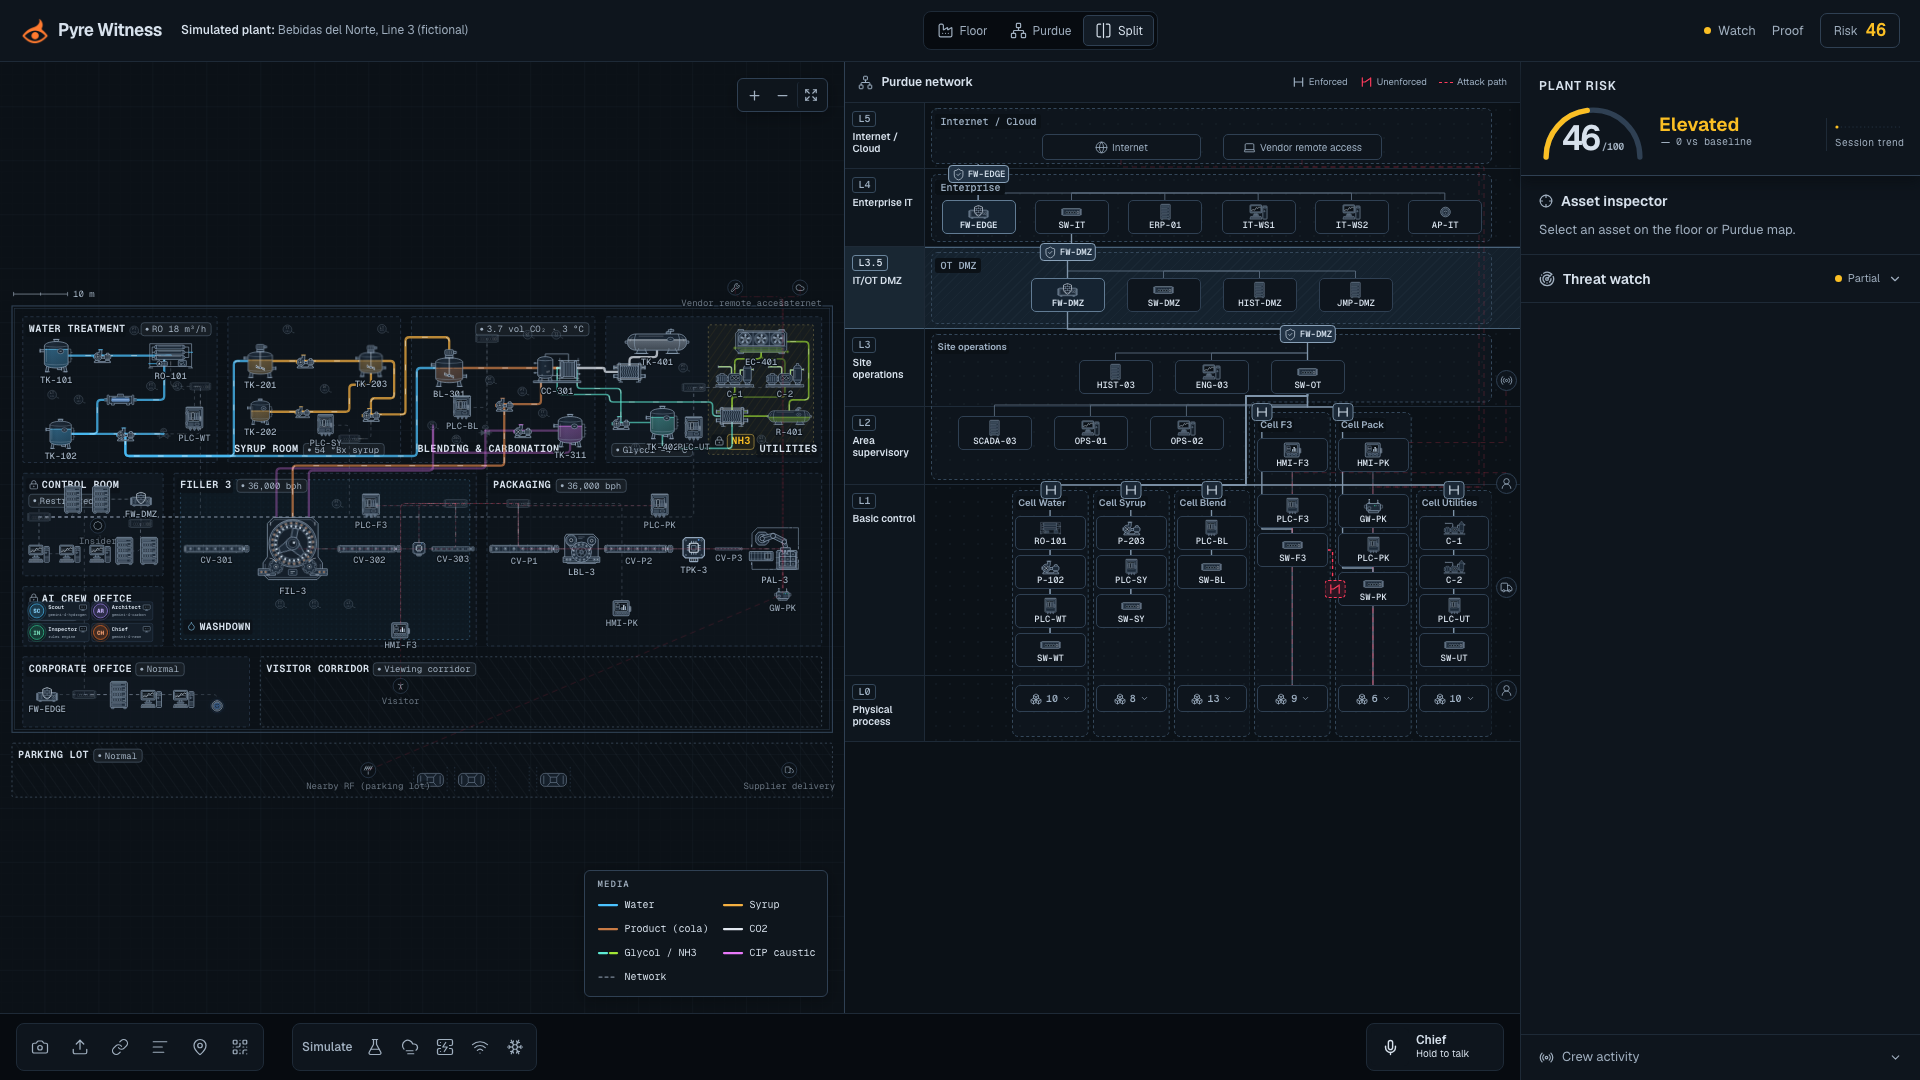 Pyre Witness
Simulated plant: Bebidas del Norte, Line 3 (fictional)
Floor
Purdue
Split
Watch
Proof
Risk 46
Purdue network
Enforced
Unenforced
Attack path
L5
Internet / Cloud
Internet / Cloud
Internet
Vendor remote access
FW-EDGE
L4
Enterprise IT
Enterprise
FW-EDGE
SW-IT
ERP-01
IT-WS1
IT-WS2
AP-IT
FW-DMZ
L3.5
IT/OT DMZ
OT DMZ
FW-DMZ
SW-DMZ
HIST-DMZ
JMP-DMZ
FW-DMZ
L3
Site operations
Site operations
HIST-03
ENG-03
SW-OT
L2
Area supervisory
SCADA-03
OPS-01
OPS-02
Cell F3
Cell Pack
HMI-F3
HMI-PK
L1
Basic control
Cell Water
Cell Syrup
Cell Blend
Cell Utilities
RO-101
P-203
PLC-BL
PLC-F3
GW-PK
C-1
P-102
PLC-SY
SW-BL
SW-F3
PLC-PK
C-2
PLC-WT
SW-SY
SW-PK
PLC-UT
SW-WT
SW-UT
L0
Physical process
10
8
13
9
6
10
PLANT RISK
46 /100
Elevated
— 0 vs baseline
Session trend
Asset inspector
Select an asset on the floor or Purdue map.
Threat watch
Partial
Crew activity
10 m
Vendor remote access
WATER TREATMENT
RO 18 m³/h
TK-101
RO-101
TK-102
PLC-WT
TK-201
TK-203
TK-202
PLC-SY
SYRUP ROOM
54 °Bx syrup
3.7 vol CO₂ · 3 °C
BL-301
CC-301
PLC-BL
BLENDING & CARBONATION
TK-311
TK-401
EC-401
C-1
C-2
R-401
NH3
UTILITIES
CONTROL ROOM
FW-DMZ
Insider
FILLER 3
36,000 bph
PLC-F3
CV-301
CV-302
CV-303
FIL-3
WASHDOWN
HMI-F3
PACKAGING
36,000 bph
PLC-PK
CV-P1
LBL-3
CV-P2
TPK-3
CV-P3
PAL-3
GW-PK
HMI-PK
AI CREW OFFICE
SC
Scout
AR
Architect
IN
Inspector
CH
Chief
CORPORATE OFFICE
Normal
FW-EDGE
VISITOR CORRIDOR
Viewing corridor
Visitor
PARKING LOT
Normal
Nearby RF (parking lot)
Supplier delivery
MEDIA
Water
Syrup
Product (cola)
CO2
Glycol / NH3
CIP caustic
Network
Simulate
Chief
Hold to talk